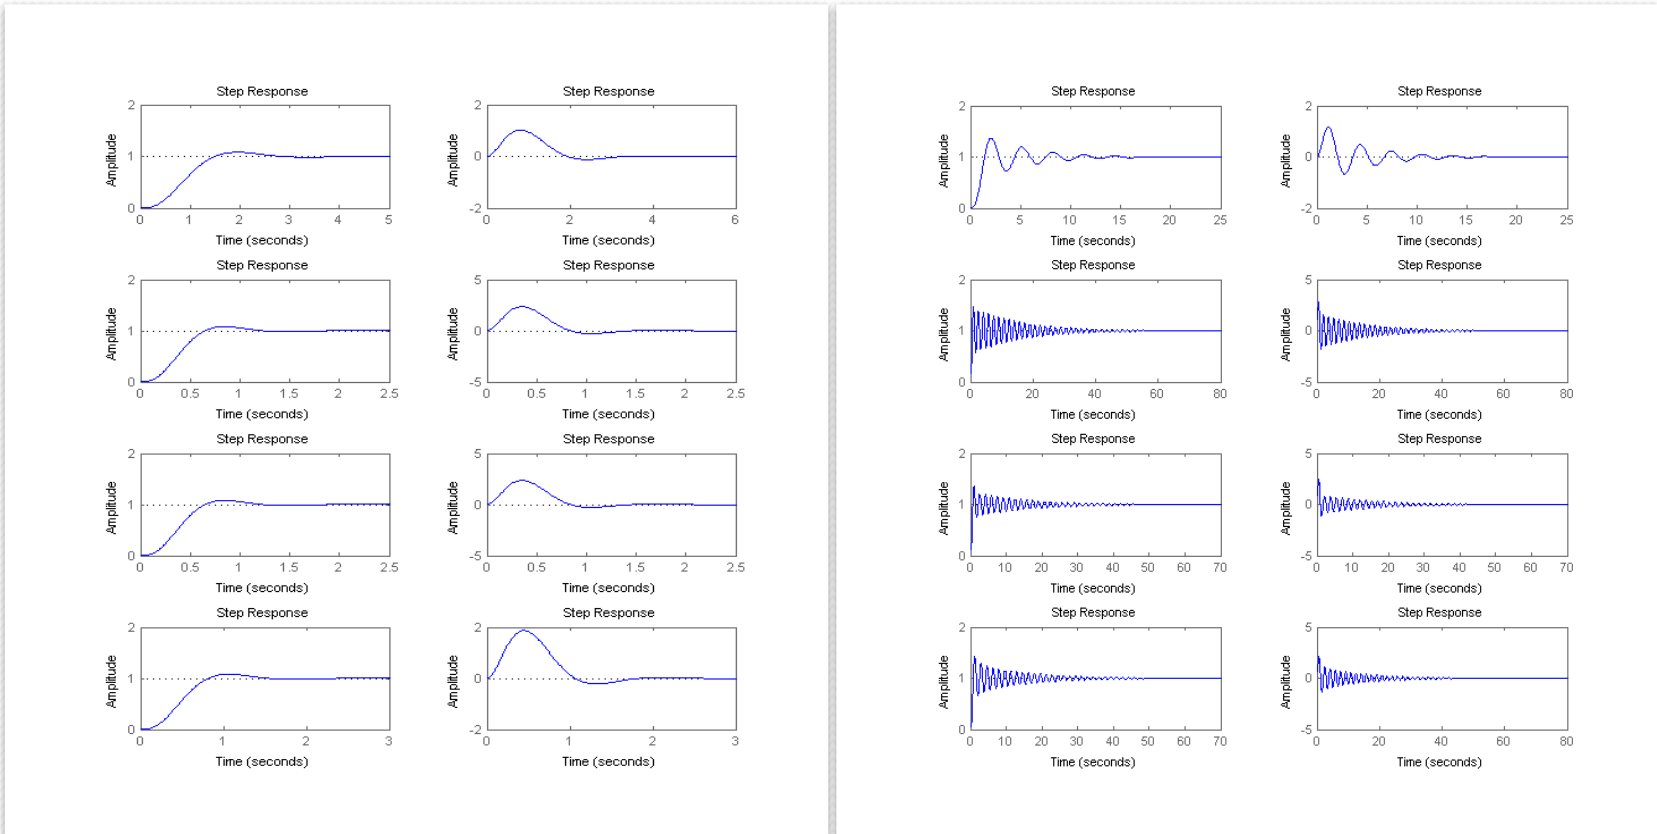 Step Response
Step Response
2
1
0
Amplitude
0 1 2 3 4 5
Time (seconds)
2
0
-2
Amplitude
0 2 4 6
Time (seconds)
Step Response
Step Response
2
1
0
Amplitude
0 0.5 1 1.5 2 2.5
Time (seconds)
5
0
-5
Amplitude
0 0.5 1 1.5 2 2.5
Time (seconds)
Step Response
Step Response
2
1
0
Amplitude
0 0.5 1 1.5 2 2.5
Time (seconds)
5
0
-5
Amplitude
0 0.5 1 1.5 2 2.5
Time (seconds)
Step Response
Step Response
2
1
0
Amplitude
0 1 2 3
Time (seconds)
2
0
-2
Amplitude
0 1 2 3
Time (seconds)
Step Response
Step Response
2
1
0
Amplitude
0 5 10 15 20 25
Time (seconds)
2
0
-2
Amplitude
0 5 10 15 20 25
Time (seconds)
Step Response
Step Response
2
1
0
Amplitude
0 20 40 60 80
Time (seconds)
5
0
-5
Amplitude
0 20 40 60 80
Time (seconds)
Step Response
Step Response
2
1
0
Amplitude
0 10 20 30 40 50 60 70
Time (seconds)
5
0
-5
Amplitude
0 10 20 30 40 50 60 70
Time (seconds)
Step Response
Step Response
2
1
0
Amplitude
0 10 20 30 40 50 60 70
Time (seconds)
5
0
-5
Amplitude
0 20 40 60 80
Time (seconds)